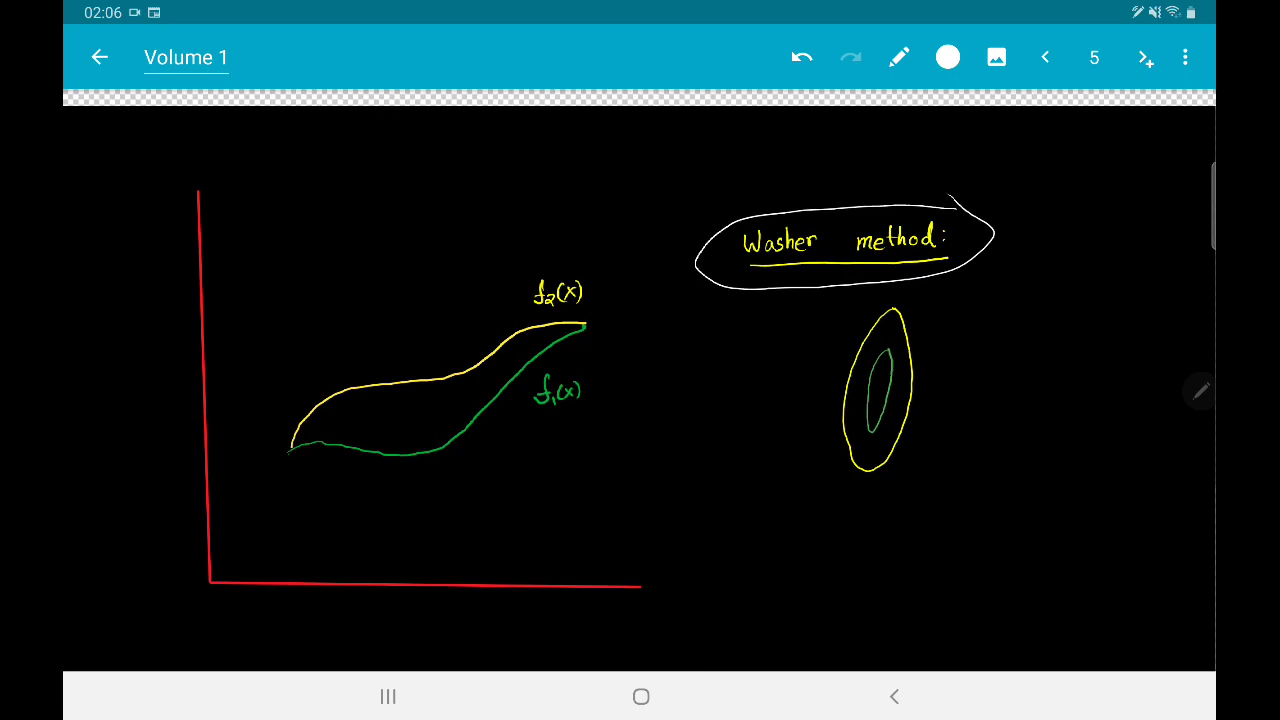 02:06
Volume 1
5
Washer method:
f₂(x)
f₁(x)